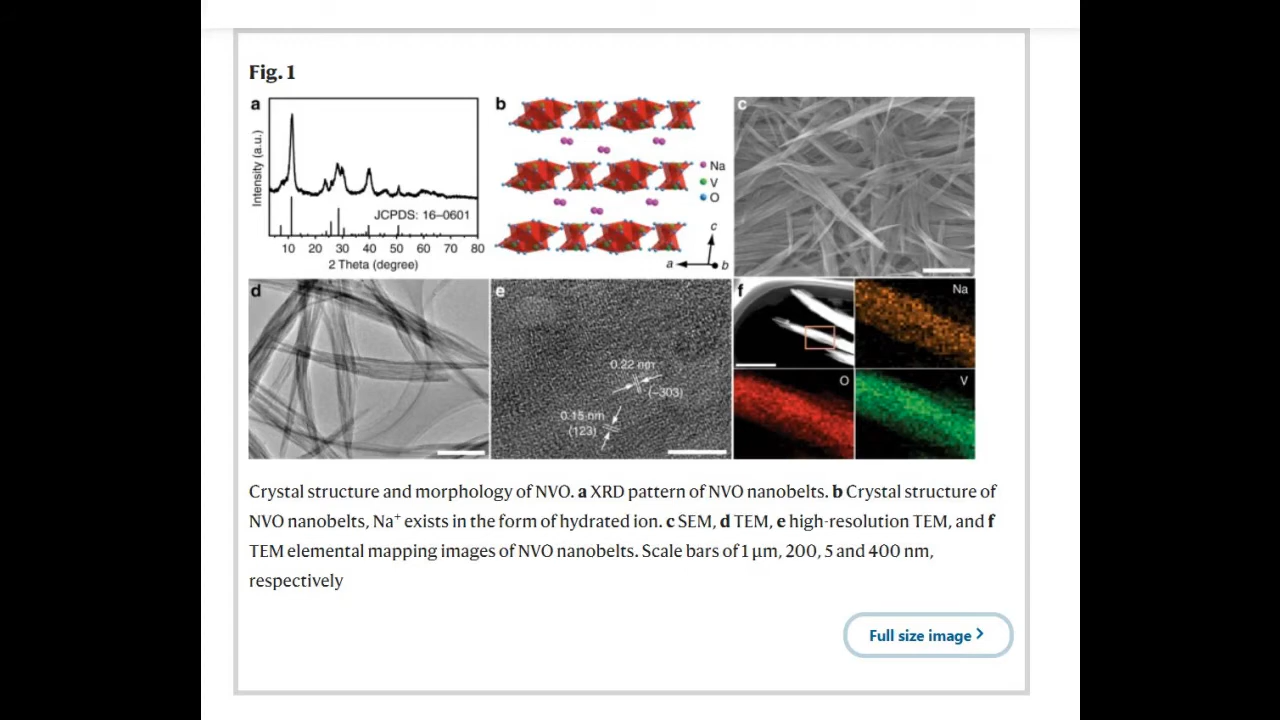 Fig. 1
a
Intensity (a.u.)
JCPDS: 16–0601
10 20 30 40 50 60 70 80
2 Theta (degree)
b
Na
V
O
c
a
b
c
d
e
0.22 nm
(−303)
0.15 nm
(123)
f
Na
O
V
Crystal structure and morphology of NVO. a XRD pattern of NVO nanobelts. b Crystal structure of
NVO nanobelts, Na⁺ exists in the form of hydrated ion. c SEM, d TEM, e high-resolution TEM, and f
TEM elemental mapping images of NVO nanobelts. Scale bars of 1 μm, 200, 5 and 400 nm,
respectively
Full size image